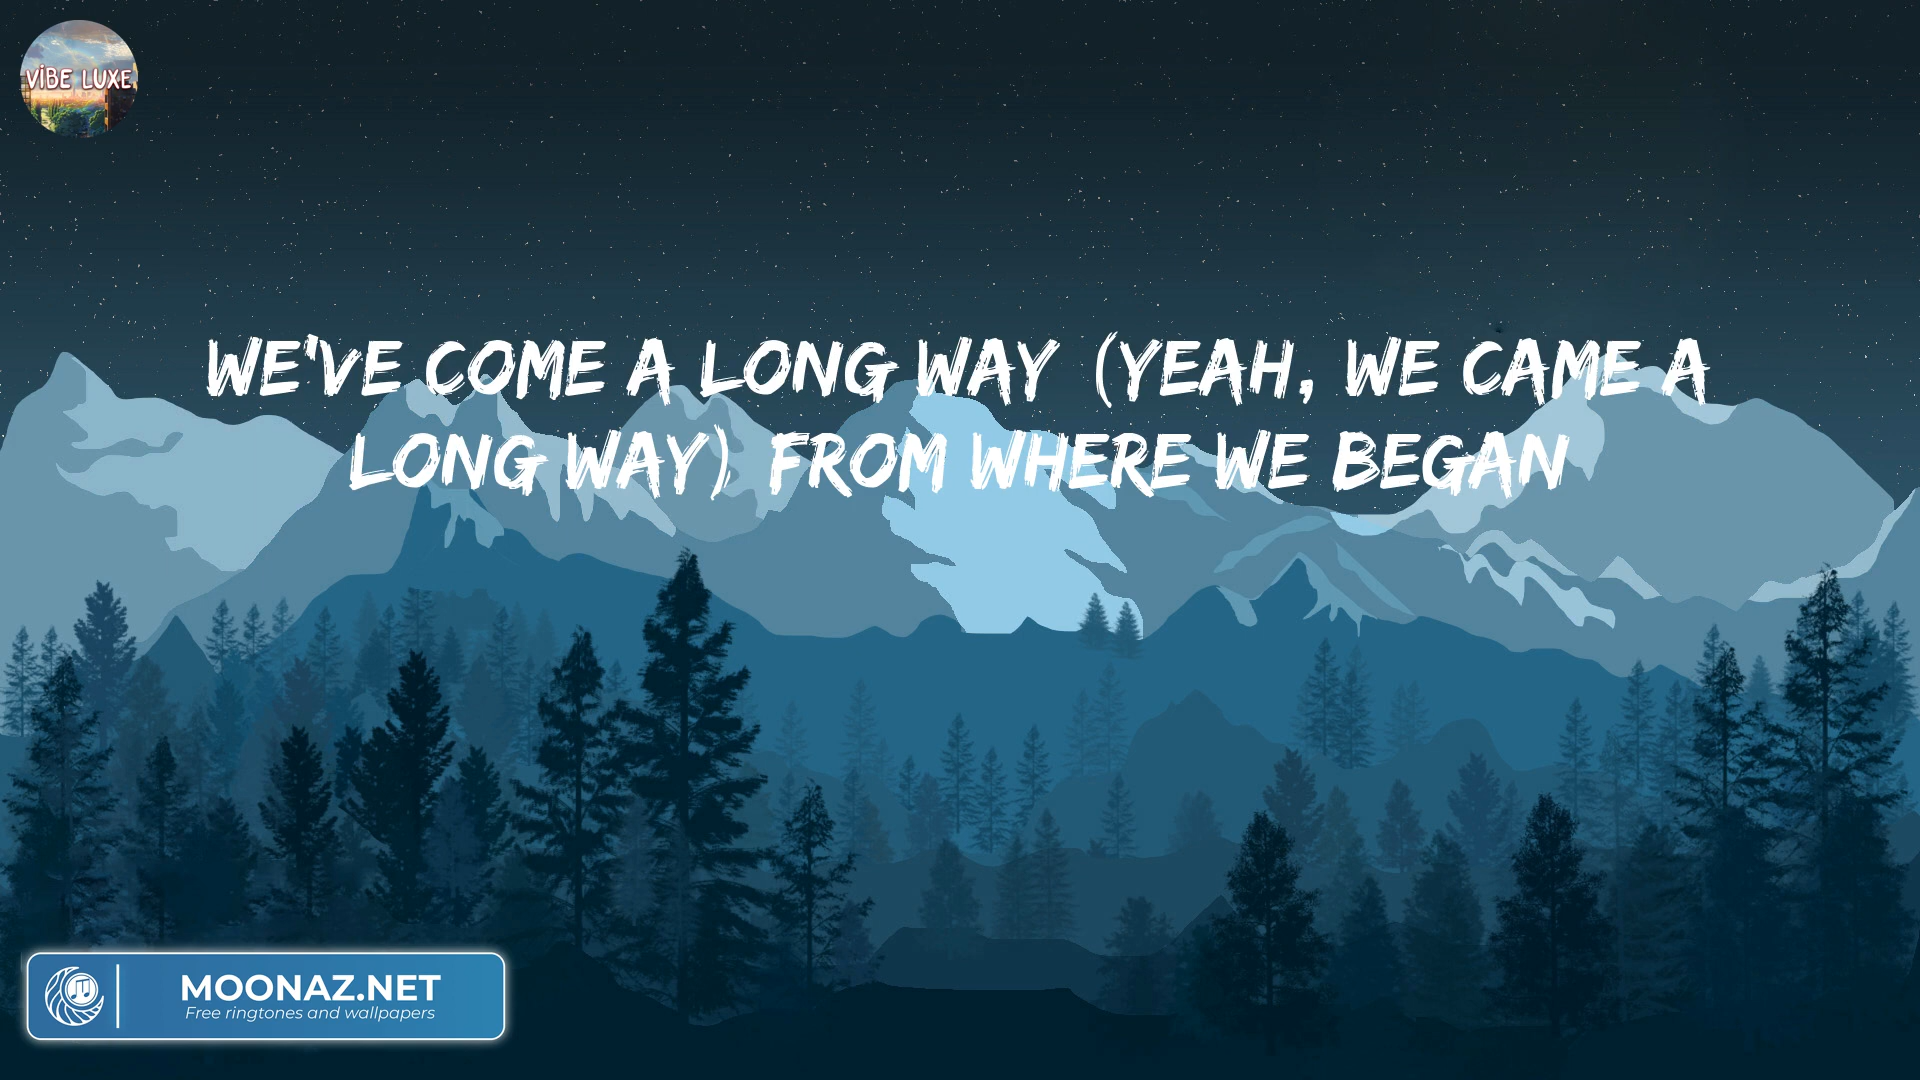 VIBE LUXE
WE'VE COME A LONG WAY (YEAH, WE CAME A
LONG WAY) FROM WHERE WE BEGAN
MOONAZ.NET
Free ringtones and wallpapers